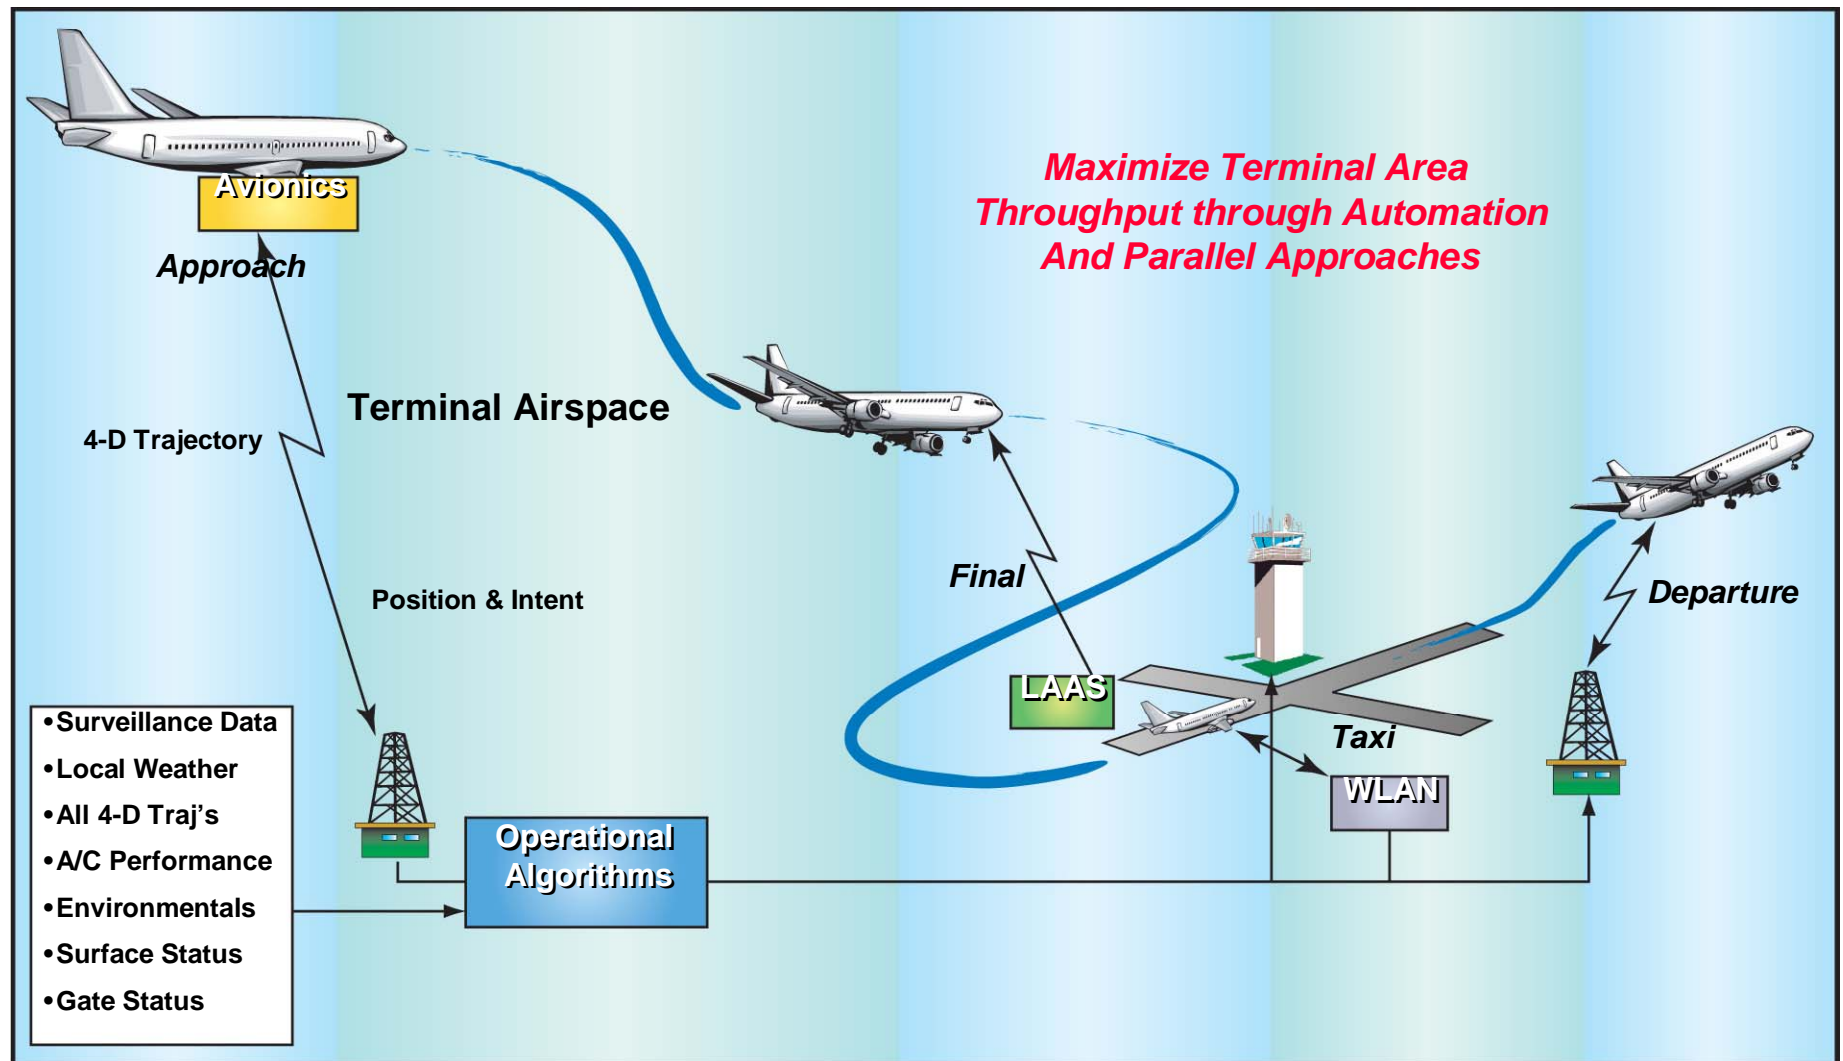 Avionics
Approach
Maximize Terminal Area
Throughput through Automation
And Parallel Approaches
Terminal Airspace
4-D Trajectory
Position & Intent
Final
Departure
LAAS
Taxi
WLAN
•Surveillance Data
•Local Weather
•All 4-D Traj’s
•A/C Performance
•Environmentals
•Surface Status
•Gate Status
Operational
Algorithms